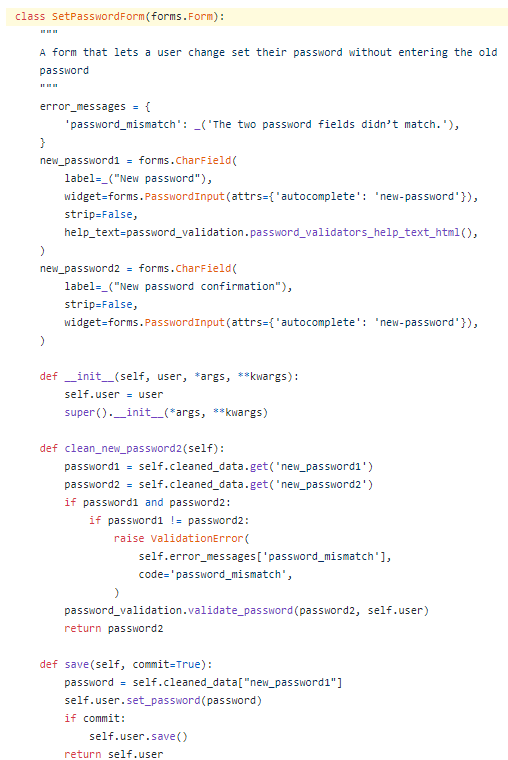 class SetPasswordForm(forms.Form):
    """
    A form that lets a user change set their password without entering the old
    password
    """
    error_messages = {
        'password_mismatch': _('The two password fields didn’t match.'),
    }
    new_password1 = forms.CharField(
        label=_("New password"),
        widget=forms.PasswordInput(attrs={'autocomplete': 'new-password'}),
        strip=False,
        help_text=password_validation.password_validators_help_text_html(),
    )
    new_password2 = forms.CharField(
        label=_("New password confirmation"),
        strip=False,
        widget=forms.PasswordInput(attrs={'autocomplete': 'new-password'}),
    )

    def __init__(self, user, *args, **kwargs):
        self.user = user
        super().__init__(*args, **kwargs)

    def clean_new_password2(self):
        password1 = self.cleaned_data.get('new_password1')
        password2 = self.cleaned_data.get('new_password2')
        if password1 and password2:
            if password1 != password2:
                raise ValidationError(
                    self.error_messages['password_mismatch'],
                    code='password_mismatch',
                )
        password_validation.validate_password(password2, self.user)
        return password2

    def save(self, commit=True):
        password = self.cleaned_data["new_password1"]
        self.user.set_password(password)
        if commit:
            self.user.save()
        return self.user